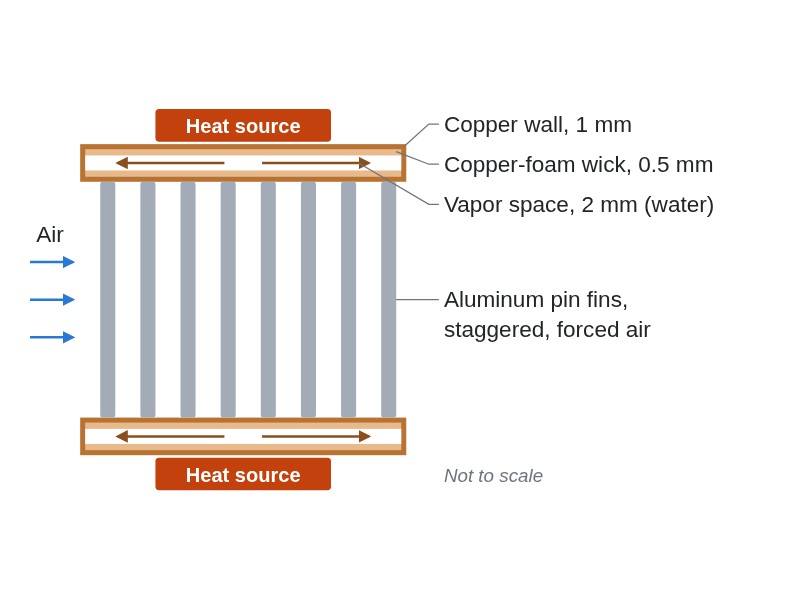 Heat source
Copper wall, 1 mm
Copper-foam wick, 0.5 mm
Vapor space, 2 mm (water)
Air
Aluminum pin fins,
staggered, forced air
Heat source
Not to scale